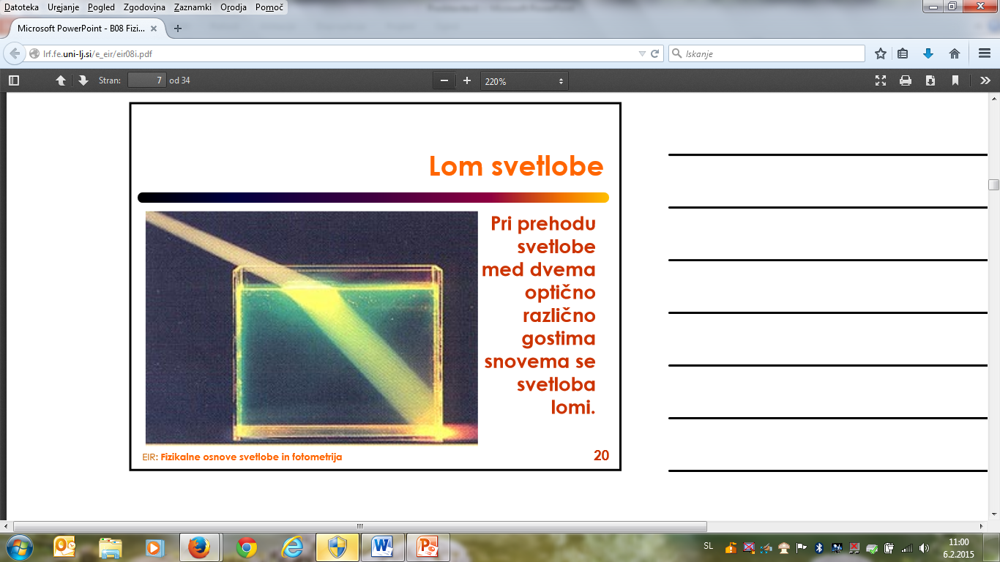 Datoteka Urejanje Pogled Zgodovina Zaznamki Orodja Pomoč
Microsoft PowerPoint - B08 Fizi...
lrf.fe.uni-lj.si/e_eir/eir08i.pdf
Iskanje
Stran: 7 od 34
220%
Lom svetlobe
Pri prehodu
svetlobe
med dvema
optično
različno
gostima
snovema se
svetloba
lomi.
EIR: Fizikalne osnove svetlobe in fotometrija
20
SL
11:00
6.2.2015